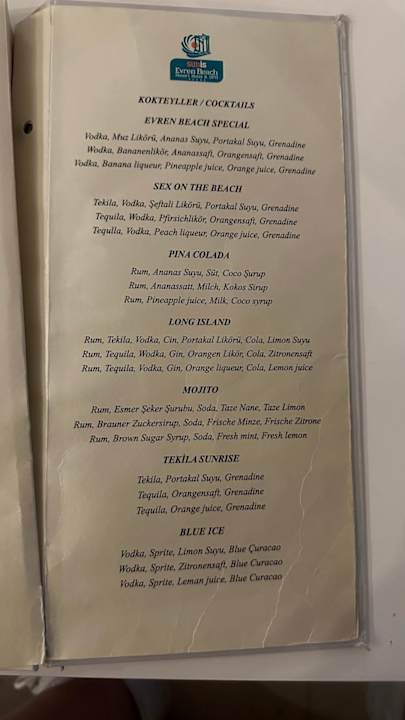 sunis
Evren Beach
Resort Hotel & SPA
KOKTEYLLER / COCKTAILS
EVREN BEACH SPECIAL
Vodka, Muz Likörü, Ananas Suyu, Portakal Suyu, Grenadine
Wodka, Bananenlikör, Ananassaft, Orangensaft, Grenadine
Vodka, Banana liqueur, Pineapple juice, Orange juice, Grenadine
SEX ON THE BEACH
Tekila, Vodka, Şeftali Likörü, Portakal Suyu, Grenadine
Tequila, Wodka, Pfirsichlikör, Orangensaft, Grenadine
Tequlla, Vodka, Peach liqueur, Orange juice, Grenadine
PINA COLADA
Rum, Ananas Suyu, Süt, Coco Şurup
Rum, Ananassatt, Milch, Kokos Sirup
Rum, Pineapple juice, Milk, Coco syrup
LONG ISLAND
Rum, Tekila, Vodka, Cin, Portakal Likörü, Cola, Limon Suyu
Rum, Tequila, Wodka, Gin, Orangen Likör, Cola, Zitronensaft
Rum, Tequila, Vodka, Gin, Orange liqueur, Cola, Lemon juice
MOJITO
Rum, Esmer Şeker Şurubu, Soda, Taze Nane, Taze Limon
Rum, Brauner Zuckersirup, Soda, Frische Minze, Frische Zitrone
Rum, Brown Sugar Syrup, Soda, Fresh mint, Fresh lemon
TEKİLA SUNRISE
Tekila, Portakal Suyu, Grenadine
Tequila, Orangensaft, Grenadine
Tequila, Orange juice, Grenadine
BLUE ICE
Vodka, Sprite, Limon Suyu, Blue Çuracao
Wodka, Sprite, Zitronensaft, Blue Curacao
Vodka, Sprite, Leman juice, Blue Curacao